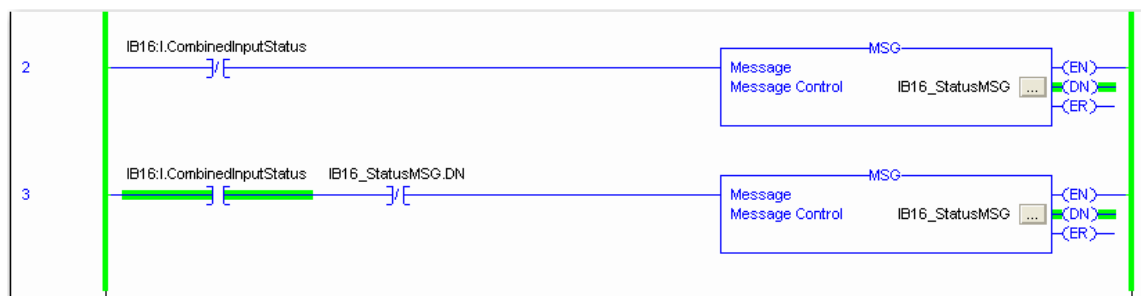 IB16:I.CombinedInputStatus
MSG
2
Message
(EN)
Message Control IB16_StatusMSG ... (DN)
(ER)
IB16:I.CombinedInputStatus IB16_StatusMSG.DN
MSG
3
Message
(EN)
Message Control IB16_StatusMSG ... (DN)
(ER)